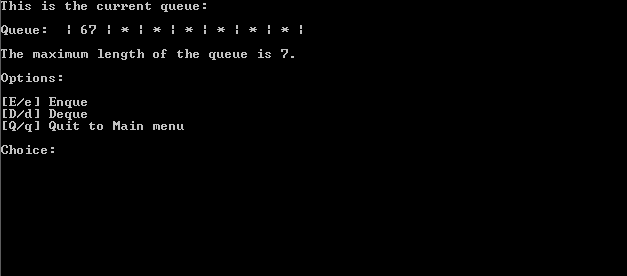 This is the current queue:
Queue:  ¦ 67 ¦ * ¦ * ¦ * ¦ * ¦ * ¦ * ¦
The maximum length of the queue is 7.
Options:
[E/e] Enque
[D/d] Deque
[Q/q] Quit to Main menu
Choice: